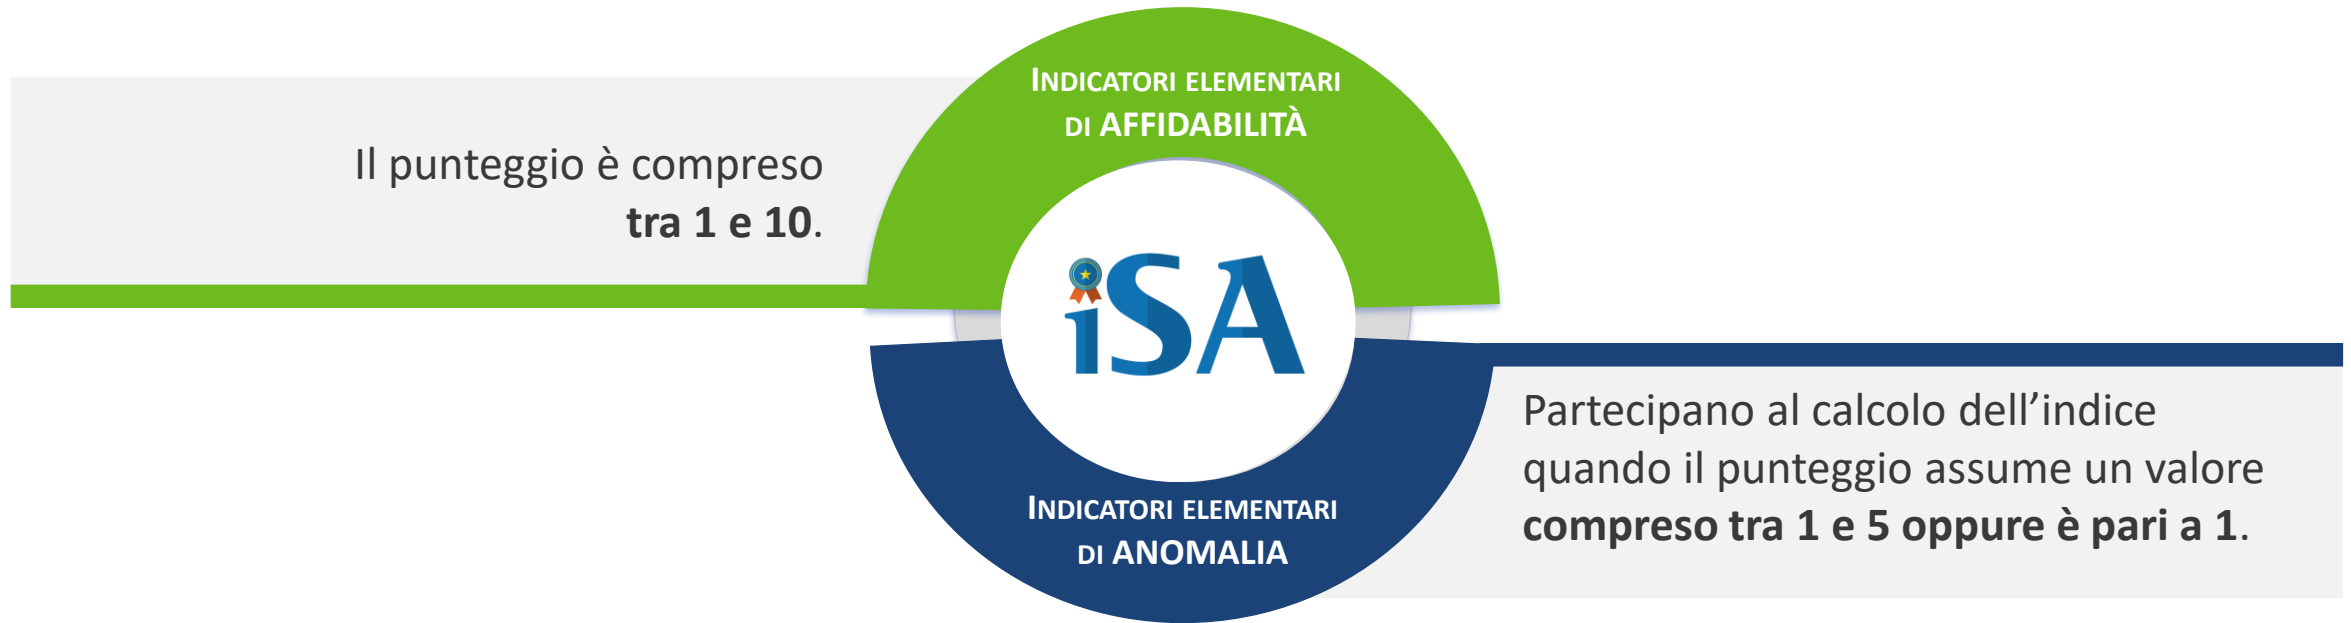 INDICATORI ELEMENTARI
DI AFFIDABILITÀ
Il punteggio è compreso
tra 1 e 10.
iSA
Partecipano al calcolo dell’indice
quando il punteggio assume un valore
compreso tra 1 e 5 oppure è pari a 1.
INDICATORI ELEMENTARI
DI ANOMALIA